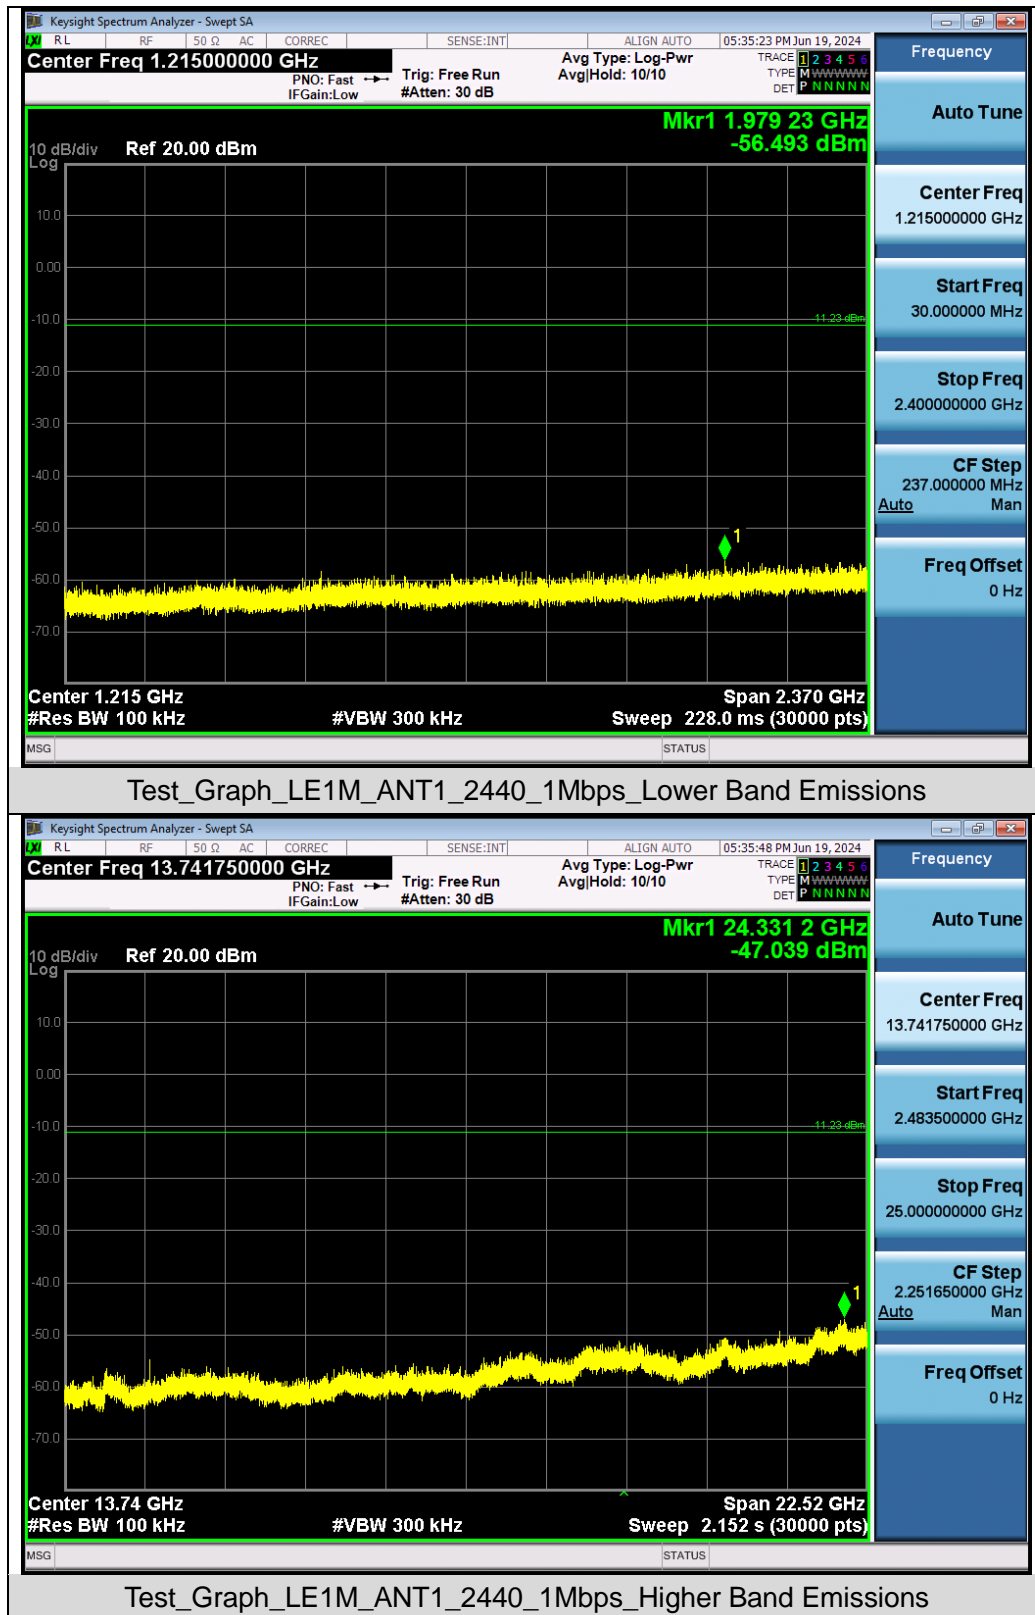 Keysight Spectrum Analyzer - Swept SA
LXI RL RF 50 Ω AC CORREC SENSE:INT ALIGN AUTO 05:35:23 PM Jun 19, 2024
Center Freq 1.215000000 GHz
PNO: Fast
IFGain:Low
Trig: Free Run
#Atten: 30 dB
Avg Type: Log-Pwr
Avg|Hold: 10/10
TRACE 1 2 3 4 5 6
TYPE M W W W W W
DET P N N N N N
Frequency
Auto Tune
Center Freq
1.215000000 GHz
Start Freq
30.000000 MHz
Stop Freq
2.400000000 GHz
CF Step
237.000000 MHz
Auto Man
Freq Offset
0 Hz
Mkr1 1.979 23 GHz
-56.493 dBm
10 dB/div Ref 20.00 dBm
Log
10.0
0.00
-10.0
-11.23 dBm
-20.0
-30.0
-40.0
-50.0
1
-60.0
-70.0
Center 1.215 GHz Span 2.370 GHz
#Res BW 100 kHz #VBW 300 kHz Sweep 228.0 ms (30000 pts)
MSG STATUS
Test_Graph_LE1M_ANT1_2440_1Mbps_Lower Band Emissions
Keysight Spectrum Analyzer - Swept SA
LXI RL RF 50 Ω AC CORREC SENSE:INT ALIGN AUTO 05:35:48 PM Jun 19, 2024
Center Freq 13.741750000 GHz
PNO: Fast
IFGain:Low
Trig: Free Run
#Atten: 30 dB
Avg Type: Log-Pwr
Avg|Hold: 10/10
TRACE 1 2 3 4 5 6
TYPE M W W W W W
DET P N N N N N
Frequency
Auto Tune
Center Freq
13.741750000 GHz
Start Freq
2.483500000 GHz
Stop Freq
25.000000000 GHz
CF Step
2.251650000 GHz
Auto Man
Freq Offset
0 Hz
Mkr1 24.331 2 GHz
-47.039 dBm
10 dB/div Ref 20.00 dBm
Log
10.0
0.00
-10.0
-11.23 dBm
-20.0
-30.0
-40.0
1
-50.0
-60.0
-70.0
Center 13.74 GHz Span 22.52 GHz
#Res BW 100 kHz #VBW 300 kHz Sweep 2.152 s (30000 pts)
MSG STATUS
Test_Graph_LE1M_ANT1_2440_1Mbps_Higher Band Emissions